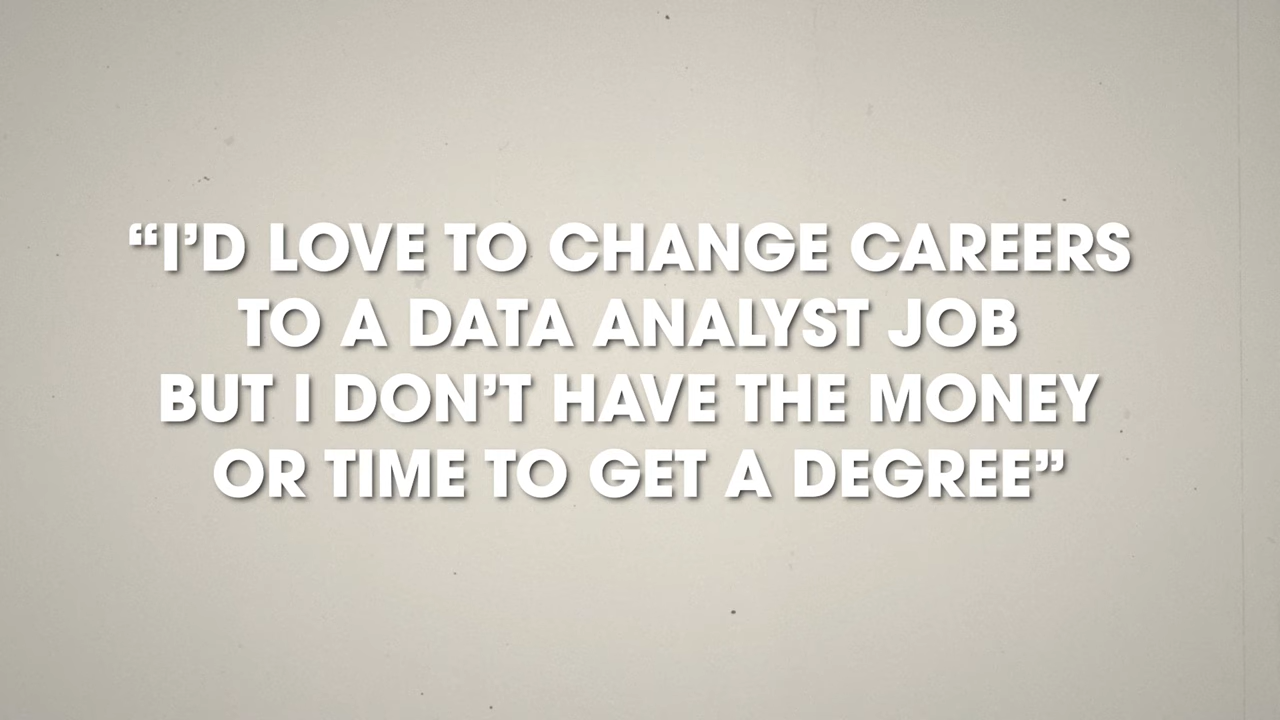 “I’D LOVE TO CHANGE CAREERS
TO A DATA ANALYST JOB
BUT I DON’T HAVE THE MONEY
OR TIME TO GET A DEGREE”